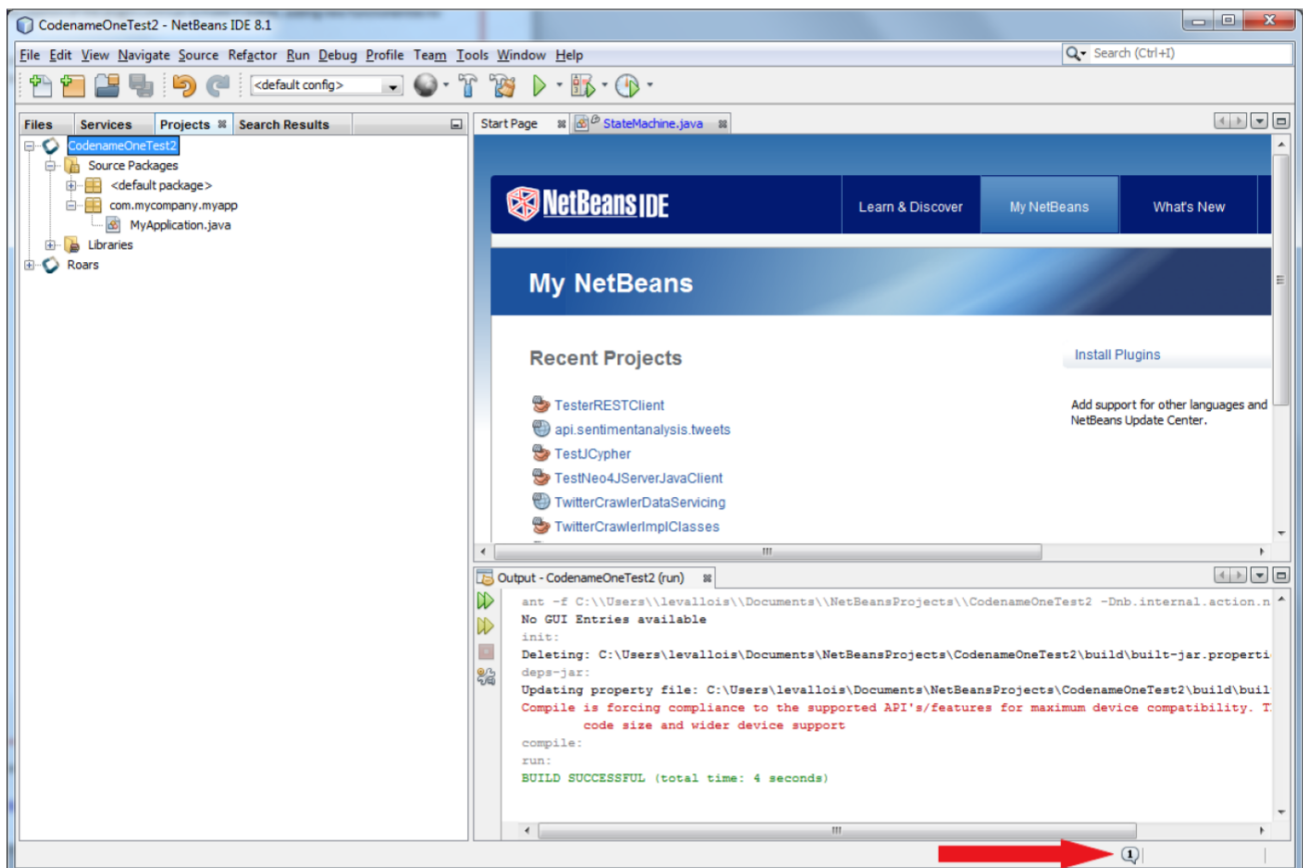 CodenameOneTest2 - NetBeans IDE 8.1
File Edit View Navigate Source Refactor Run Debug Profile Team Tools Window Help
Search (Ctrl+I)
<default config>
Files Services Projects Search Results
Start Page StateMachine.java
CodenameOneTest2
Source Packages
<default package>
com.mycompany.myapp
MyApplication.java
Libraries
Roars
NetBeans IDE
Learn & Discover My NetBeans What's New
My NetBeans
Recent Projects
Install Plugins
TesterRESTClient
api.sentimentanalysis.tweets
TestJCypher
TestNeo4JServerJavaClient
TwitterCrawlerDataServicing
TwitterCrawlerImplClasses
Add support for other languages and
NetBeans Update Center.
Output - CodenameOneTest2 (run)
ant -f C:\\Users\\levallois\\Documents\\NetBeansProjects\\CodenameOneTest2 -Dnb.internal.action.n
No GUI Entries available
init:
Deleting: C:\Users\levallois\Documents\NetBeansProjects\CodenameOneTest2\build\built-jar.properti
deps-jar:
Updating property file: C:\Users\levallois\Documents\NetBeansProjects\CodenameOneTest2\build\buil
Compile is forcing compliance to the supported API's/features for maximum device compatibility. T
code size and wider device support
compile:
run:
BUILD SUCCESSFUL (total time: 4 seconds)
1